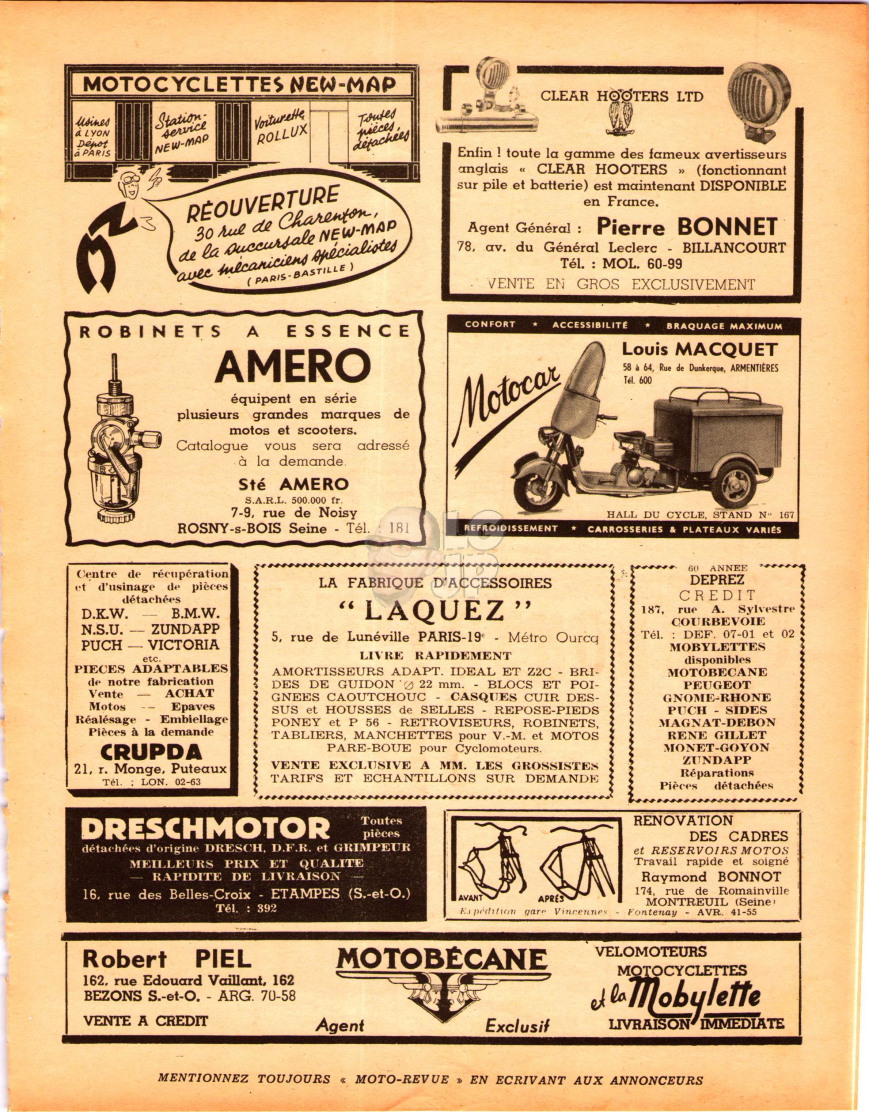 MOTOCYCLETTES NEW-MAP
Usines
à LYON
Dépôt
à PARIS
Station-
service
NEW-MAP
Voiturette
ROLLUX
Toutes
pièces
détachées
RÉOUVERTURE
30 rue de Charenton,
de la succursale NEW-MAP
avec mécaniciens spécialistes
(PARIS-BASTILLE)
CLEAR HOOTERS LTD
Enfin ! toute la gamme des fameux avertisseurs
anglais « CLEAR HOOTERS » (fonctionnant
sur pile et batterie) est maintenant DISPONIBLE
en France.
Agent Général : Pierre BONNET
78, av. du Général Leclerc - BILLANCOURT
Tél. : MOL. 60-99
VENTE EN GROS EXCLUSIVEMENT
ROBINETS A ESSENCE
AMERO
équipent en série
plusieurs grandes marques de
motos et scooters.
Catalogue vous sera adressé
à la demande.
Sté AMERO
S.A.R.L. 500.000 fr.
7-9, rue de Noisy
ROSNY-s-BOIS Seine - Tél. : 181
CONFORT ★ ACCESSIBILITÉ ★ BRAQUAGE MAXIMUM
Motocar
Louis MACQUET
58 à 64, Rue de Dunkerque, ARMENTIÈRES
Tél. 600
HALL DU CYCLE, STAND N° 167
REFROIDISSEMENT ★ CARROSSERIES & PLATEAUX VARIÉS
Centre de récupération
et d'usinage de pièces
détachées
D.K.W. — B.M.W.
N.S.U. — ZUNDAPP
PUCH — VICTORIA
etc.
PIECES ADAPTABLES
de notre fabrication
Vente — ACHAT
Motos — Epaves
Réalésage - Embiellage
Pièces à la demande
CRUPDA
21, r. Monge, Puteaux
Tél. : LON. 02-63
LA FABRIQUE D'ACCESSOIRES
"LAQUEZ"
5, rue de Lunéville PARIS-19e - Métro Ourcq
LIVRE RAPIDEMENT
AMORTISSEURS ADAPT. IDEAL ET Z2C - BRI-
DES DE GUIDON ∅ 22 mm. - BLOCS ET POI-
GNEES CAOUTCHOUC - CASQUES CUIR DES-
SUS et HOUSSES de SELLES - REPOSE-PIEDS
PONEY et P 56 - RETROVISEURS, ROBINETS,
TABLIERS, MANCHETTES pour V.-M. et MOTOS
PARE-BOUE pour Cyclomoteurs.
VENTE EXCLUSIVE A MM. LES GROSSISTES
TARIFS ET ECHANTILLONS SUR DEMANDE
60 ANNEE
DEPREZ
CREDIT
187, rue A. Sylvestre
COURBEVOIE
Tél. : DEF. 07-01 et 02
MOBYLETTES
disponibles
MOTOBECANE
PEUGEOT
GNOME-RHONE
PUCH - SIDES
MAGNAT-DEBON
RENE GILLET
MONET-GOYON
ZUNDAPP
Réparations
Pièces détachées
DRESCHMOTOR Toutes
pièces
détachées d'origine DRESCH, D.F.R. et GRIMPEUR
MEILLEURS PRIX ET QUALITE
— RAPIDITE DE LIVRAISON —
16, rue des Belles-Croix - ETAMPES (S.-et-O.)
Tél. : 392
AVANT
APRÉS
RENOVATION
DES CADRES
et RESERVOIRS MOTOS
Travail rapide et soigné
Raymond BONNOT
174, rue de Romainville
MONTREUIL (Seine)
Expédition gare Vincennes - Fontenay - AVR. 41-55
Robert PIEL
162, rue Edouard Vaillant, 162
BEZONS S.-et-O. - ARG. 70-58
VENTE A CREDIT
MOTOBÉCANE
Agent Exclusif
VELOMOTEURS
MOTOCYCLETTES
et la Mobylette
LIVRAISON IMMEDIATE
MENTIONNEZ TOUJOURS « MOTO-REVUE » EN ECRIVANT AUX ANNONCEURS